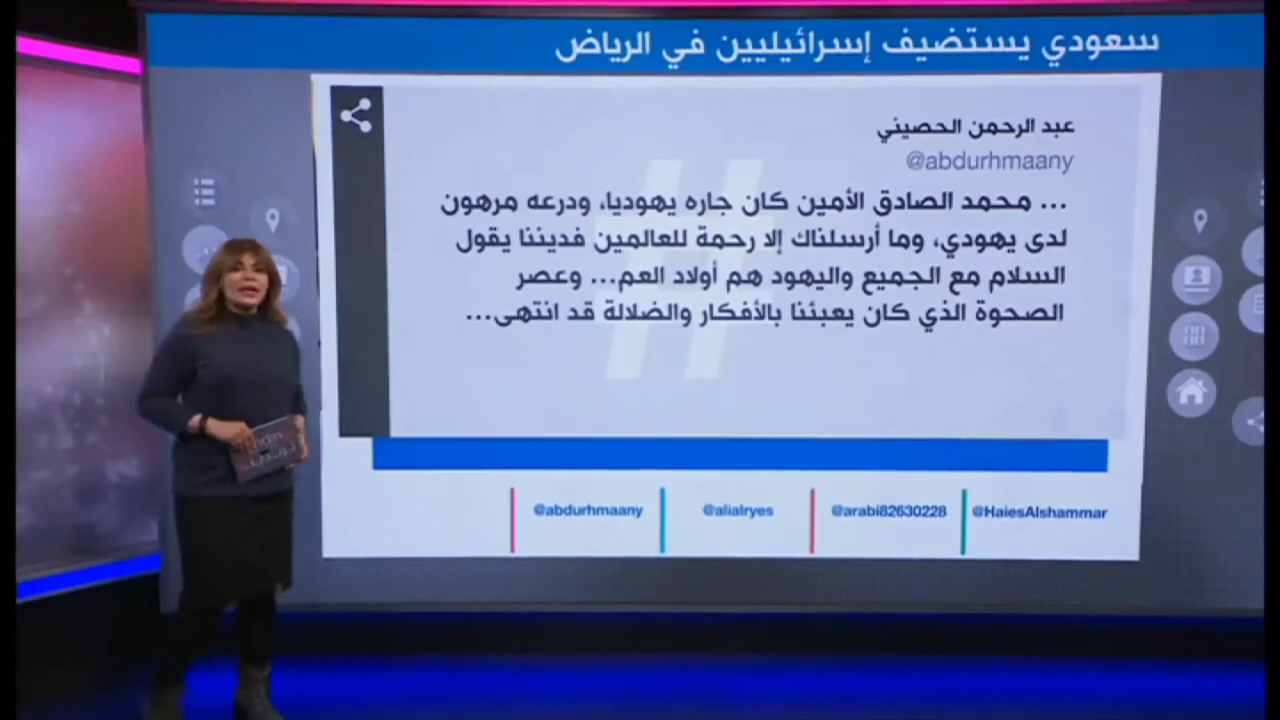 سعودي يستضيف إسرائيليين في الرياض
عبد الرحمن الحصيني
@abdurhmaany
... محمد الصادق الأمين كان جاره يهوديا، ودرعه مرهون
لدى يهودي، وما أرسلناك إلا رحمة للعالمين فديننا يقول
السلام مع الجميع واليهود هم أولاد العم... وعصر
الصحوة الذي كان يعبئنا بالأفكار والضلالة قد انتهى...
@abdurhmaany
@alialryes
@arabi82630228
@HaiesAlshammar
ترندينغ